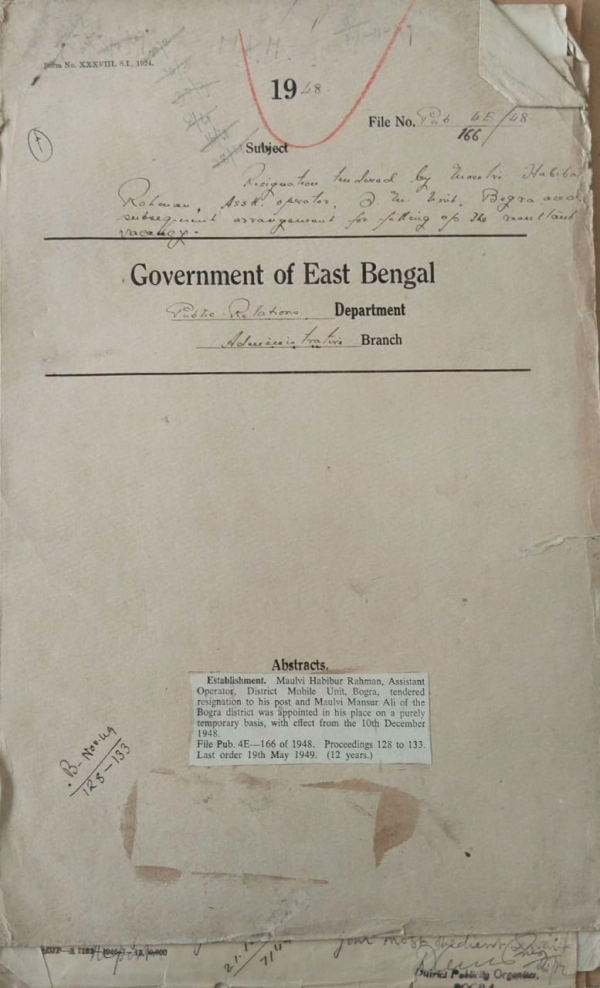 Form No. XXXVIII, S.I., 1924.
1948
File No. Pub 4E/48
166
Subject
Resignation tendered by Maulvi Habibur
Rahman, Asstt. operator, D. M. Unit, Bogra and
subsequent arrangement for filling up the resultant
vacancy.
Government of East Bengal
Public Relations Department
Administrative Branch
Abstracts.
Establishment. Maulvi Habibur Rahman, Assistant
Operator, District Mobile Unit, Bogra, tendered
resignation to his post and Maulvi Mansur Ali of the
Bogra district was appointed in his place on a purely
temporary basis, with effect from the 10th December
1948.
File Pub. 4E—166 of 1948. Proceedings 128 to 133.
Last order 19th May 1949. (12 years.)
128–133
your most obedient servant
District Publicity Organiser,
BOGRA